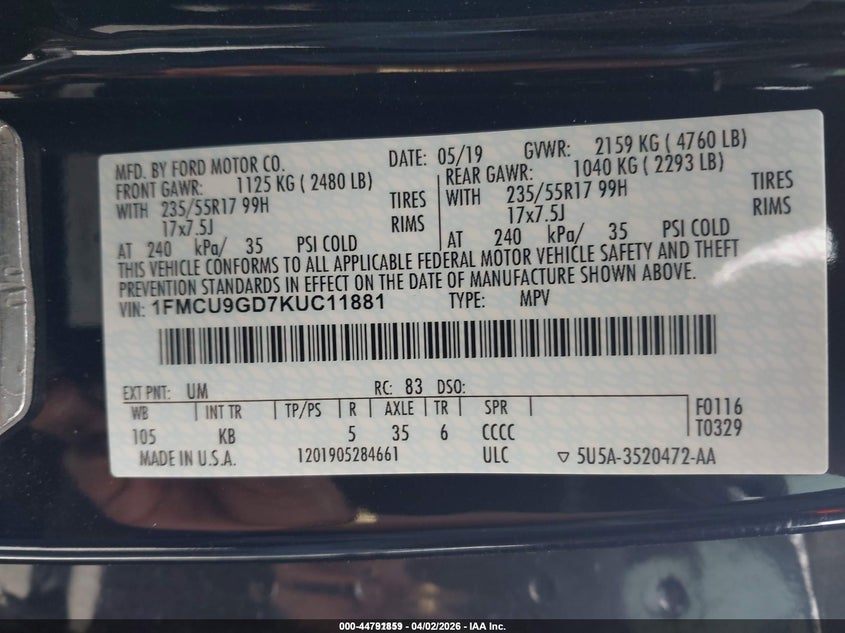 MFD. BY FORD MOTOR CO. DATE: 05/19 GVWR: 2159 KG ( 4760 LB)
FRONT GAWR: 1125 KG ( 2480 LB) REAR GAWR: 1040 KG ( 2293 LB)
WITH 235/55R17 99H TIRES WITH 235/55R17 99H TIRES
17x7.5J RIMS 17x7.5J RIMS
AT 240 kPa/ 35 PSI COLD AT 240 kPa/ 35 PSI COLD
THIS VEHICLE CONFORMS TO ALL APPLICABLE FEDERAL MOTOR VEHICLE SAFETY AND THEFT
PREVENTION STANDARDS IN EFFECT ON THE DATE OF MANUFACTURE SHOWN ABOVE.
VIN: 1FMCU9GD7KUC11881 TYPE: MPV
EXT PNT: UM RC: 83 DSO:
WB INT TR TP/PS R AXLE TR SPR F0116
105 KB 5 35 6 CCCC T0329
MADE IN U.S.A. 1201905284661 ULC ▽ 5U5A-3520472-AA
04/02/2026 - IAA Inc.